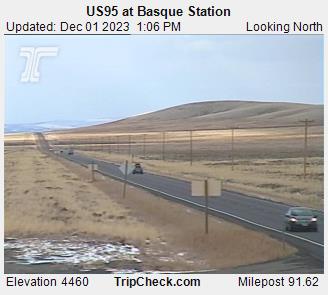 US95 at Basque Station
Updated: Dec 01 2023 1:06 PM Looking North
Elevation 4460 TripCheck.com Milepost 91.62